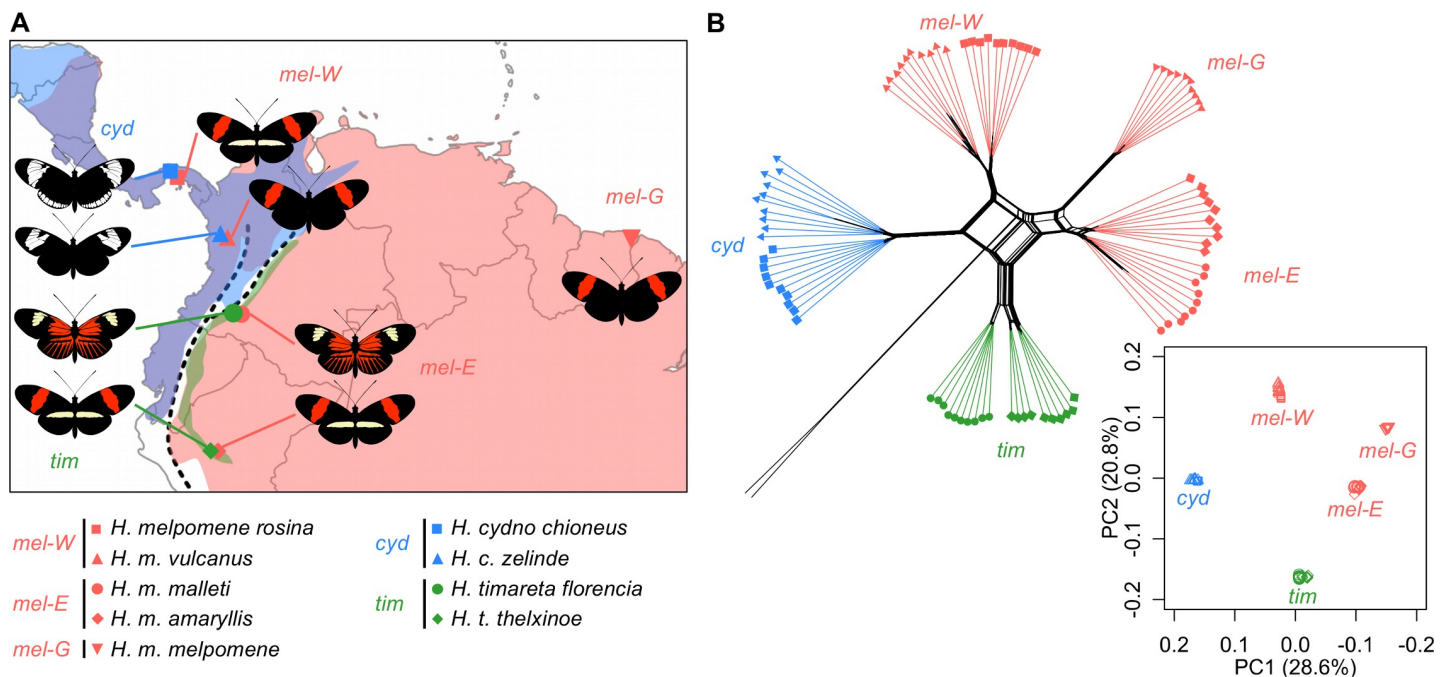 A
B
mel-W
cyd
mel-G
mel-E
tim
mel-W
mel-G
cyd
mel-E
tim
0.2
0.1
0.0
-0.1
-0.2
PC2 (20.8%)
mel-W
mel-G
cyd
mel-E
tim
0.2 0.1 0.0 -0.1 -0.2
PC1 (28.6%)
mel-W
H. melpomene rosina
H. m. vulcanus
mel-E
H. m. malleti
H. m. amaryllis
mel-G
H. m. melpomene
cyd
H. cydno chioneus
H. c. zelinde
tim
H. timareta florencia
H. t. thelxinoe